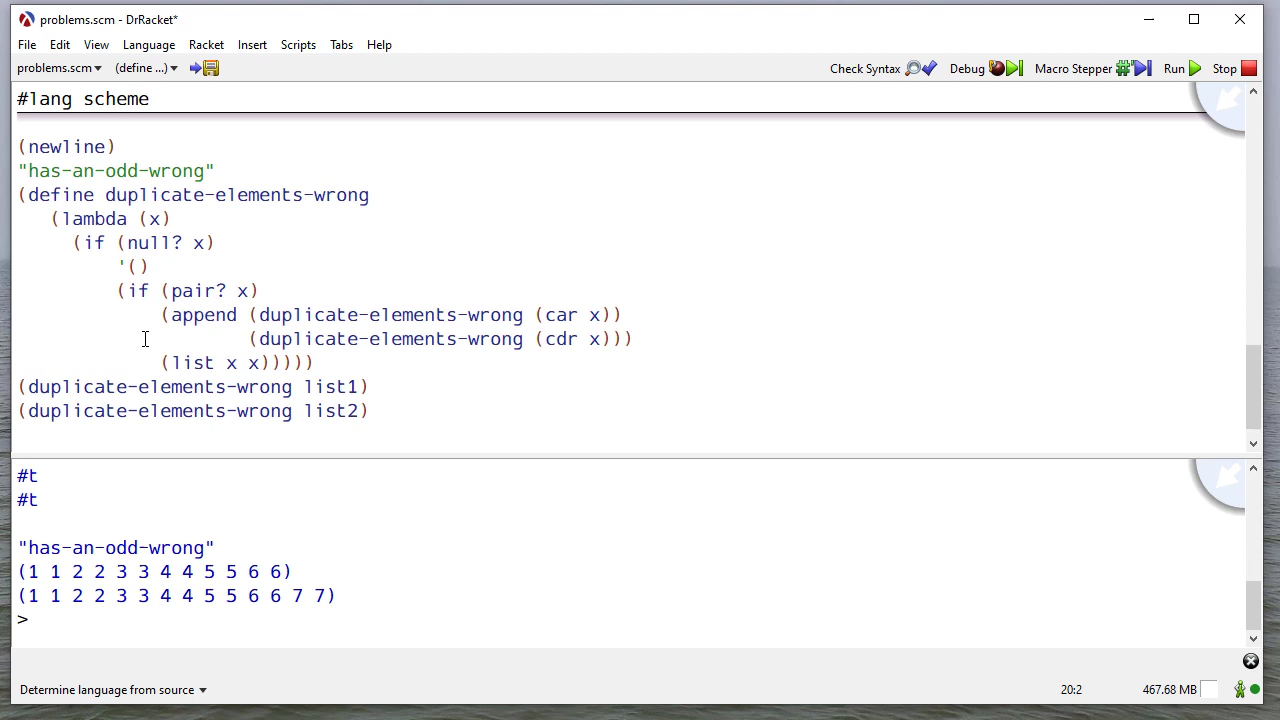 problems.scm - DrRacket*
File Edit View Language Racket Insert Scripts Tabs Help
problems.scm (define ...) Check Syntax Debug Macro Stepper Run Stop
#lang scheme
(newline)
"has-an-odd-wrong"
(define duplicate-elements-wrong
   (lambda (x)
     (if (null? x)
         '()
         (if (pair? x)
             (append (duplicate-elements-wrong (car x))
                     (duplicate-elements-wrong (cdr x)))
             (list x x)))))
(duplicate-elements-wrong list1)
(duplicate-elements-wrong list2)
#t
#t
"has-an-odd-wrong"
(1 1 2 2 3 3 4 4 5 5 6 6)
(1 1 2 2 3 3 4 4 5 5 6 6 7 7)
>
Determine language from source 20:2 467.68 MB